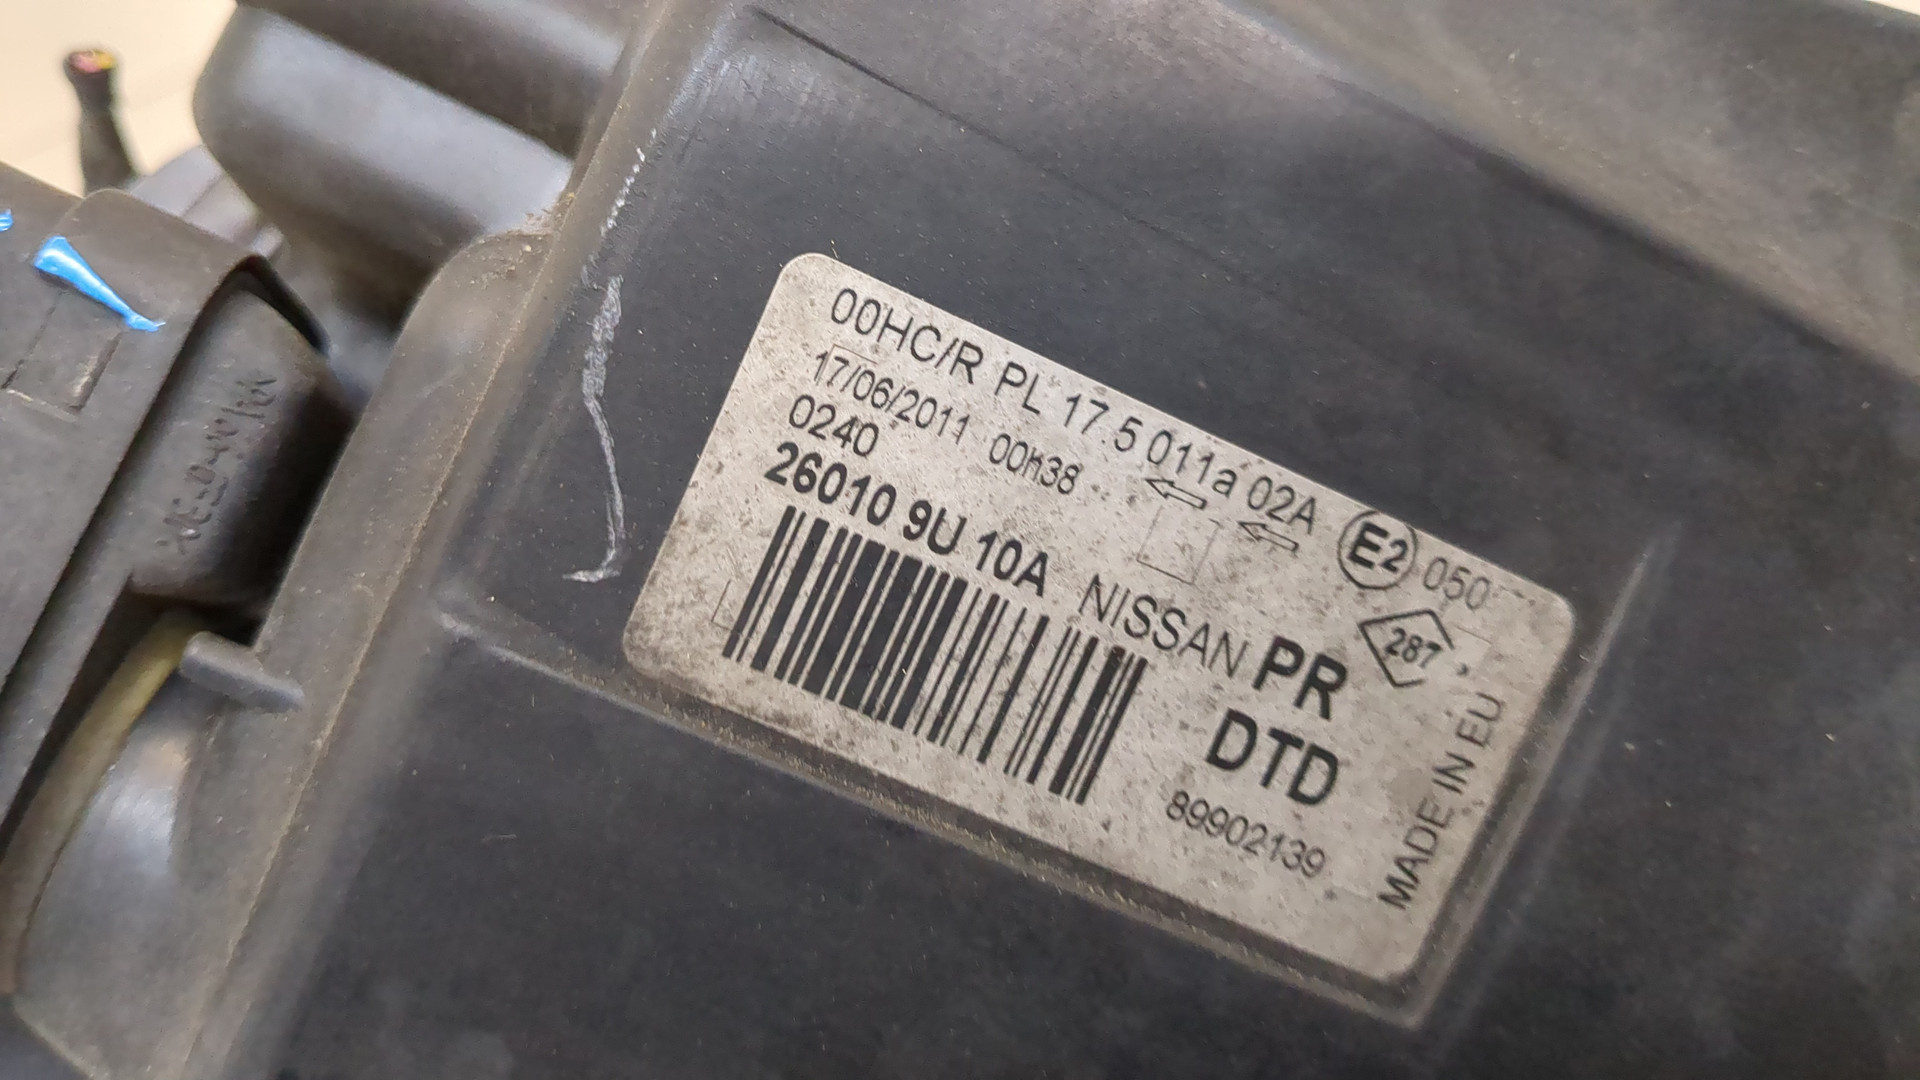 00HC/R PL 17.5 011a 02A E2 050
17/06/2011 00h38
0240
26010 9U 10A NISSAN PR
287
DTD
89902139
MADE IN EU